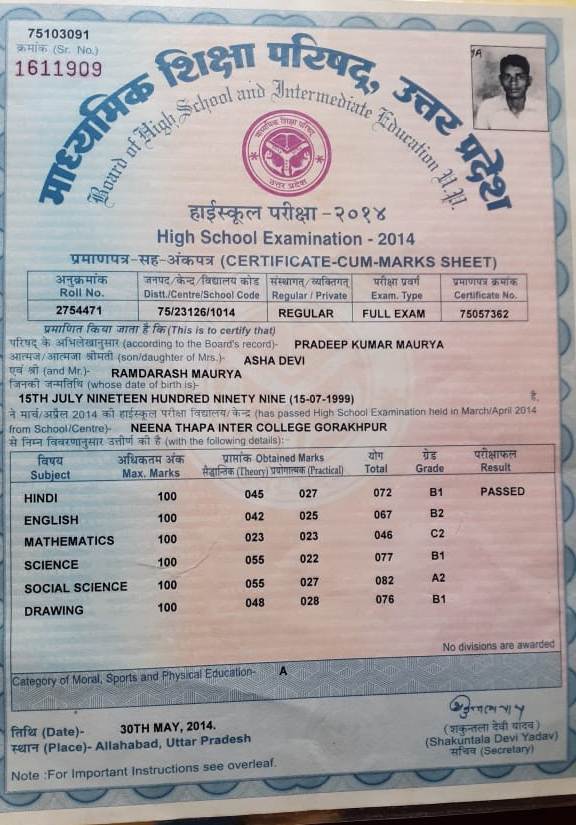 75103091
क्रमांक (Sr. No.)
1611909
माध्यमिक शिक्षा परिषद्, उत्तर प्रदेश
Board of High School and Intermediate Education U.P.
माध्यमिक शिक्षा परिषद्
उत्तर प्रदेश
हाईस्कूल परीक्षा - २०१४
High School Examination - 2014
प्रमाणपत्र-सह-अंकपत्र (CERTIFICATE-CUM-MARKS SHEET)
अनुक्रमांक जनपद/केन्द्र/विद्यालय कोड संस्थागत/व्यक्तिगत परीक्षा प्रवर्ग प्रमाणपत्र क्रमांक
Roll No. Distt./Centre/School Code Regular / Private Exam. Type Certificate No.
2754471 75/23126/1014 REGULAR FULL EXAM 75057362
प्रमाणित किया जाता है कि (This is to certify that)
परिषद के अभिलेखानुसार (according to the Board's record)- PRADEEP KUMAR MAURYA
आत्मज/आत्मजा श्रीमती (son/daughter of Mrs.)- ASHA DEVI
एवं श्री (and Mr.)- RAMDARASH MAURYA
जिनकी जन्मतिथि (whose date of birth is)-
15TH JULY NINETEEN HUNDRED NINETY NINE (15-07-1999) है,
ने मार्च/अप्रैल 2014 की हाईस्कूल परीक्षा विद्यालय/केन्द्र (has passed High School Examination held in March/April 2014
from School/Centre)- NEENA THAPA INTER COLLEGE GORAKHPUR
से निम्न विवरणानुसार उत्तीर्ण की है (with the following details):-
विषय अधिकतम अंक प्राप्तांक Obtained Marks योग ग्रेड परीक्षाफल
Subject Max. Marks सैद्धान्तिक (Theory) प्रयोगात्मक (Practical) Total Grade Result
HINDI 100 045 027 072 B1 PASSED
ENGLISH 100 042 025 067 B2
MATHEMATICS 100 023 023 046 C2
SCIENCE 100 055 022 077 B1
SOCIAL SCIENCE 100 055 027 082 A2
DRAWING 100 048 028 076 B1
No divisions are awarded
Category of Moral, Sports and Physical Education- A
तिथि (Date)- 30TH MAY, 2014.
स्थान (Place)- Allahabad, Uttar Pradesh
(शकुन्तला देवी यादव)
(Shakuntala Devi Yadav)
सचिव (Secretary)
Note :For Important Instructions see overleaf.